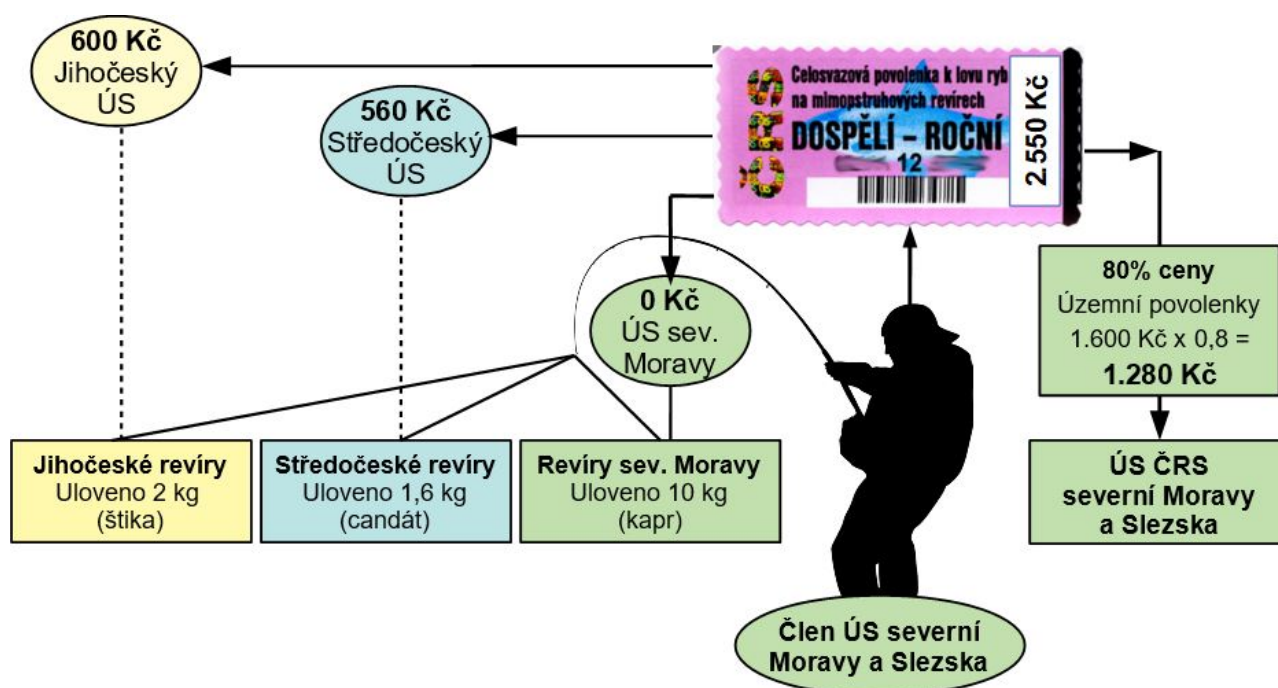 600 Kč
Jihočeský
ÚS
560 Kč
Středočeský
ÚS
ČRS
Celosvazová povolenka k lovu ryb
na mimopstruhových revírech
DOSPĚLÍ – ROČNÍ
12
2 550 Kč
0 Kč
ÚS sev.
Moravy
80% ceny
Územní povolenky
1.600 Kč x 0,8 =
1.280 Kč
Jihočeské revíry
Uloveno 2 kg
(štika)
Středočeské revíry
Uloveno 1,6 kg
(candát)
Revíry sev. Moravy
Uloveno 10 kg
(kapr)
ÚS ČRS
severní Moravy
a Slezska
Člen ÚS severní
Moravy a Slezska